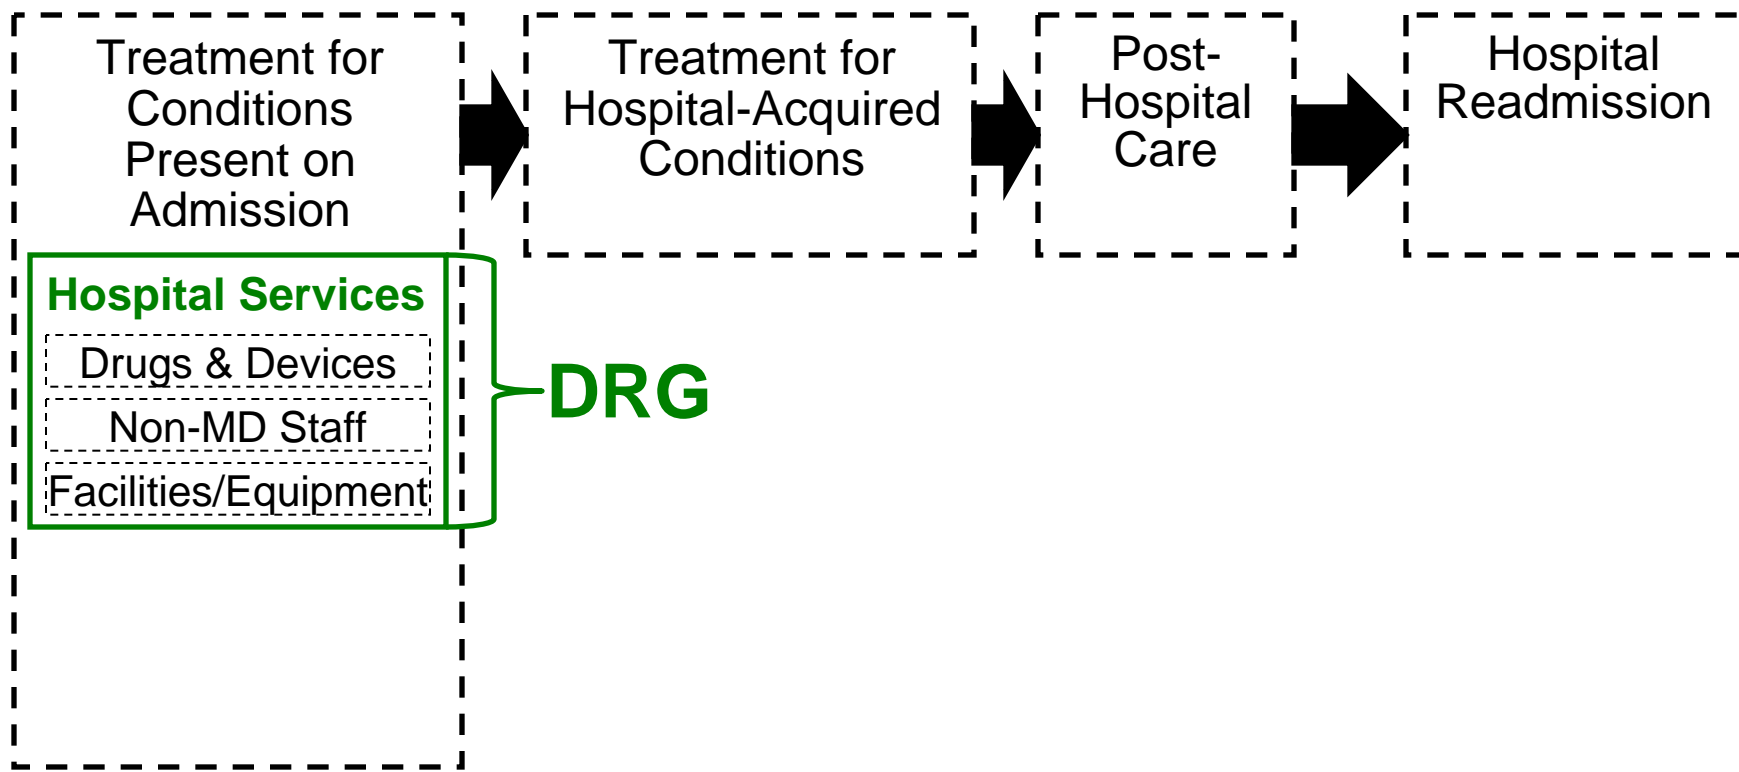 Treatment for
Conditions
Present on
Admission
Treatment for
Hospital-Acquired
Conditions
Post-
Hospital
Care
Hospital
Readmission
Hospital Services
Drugs & Devices
Non-MD Staff
Facilities/Equipment
DRG